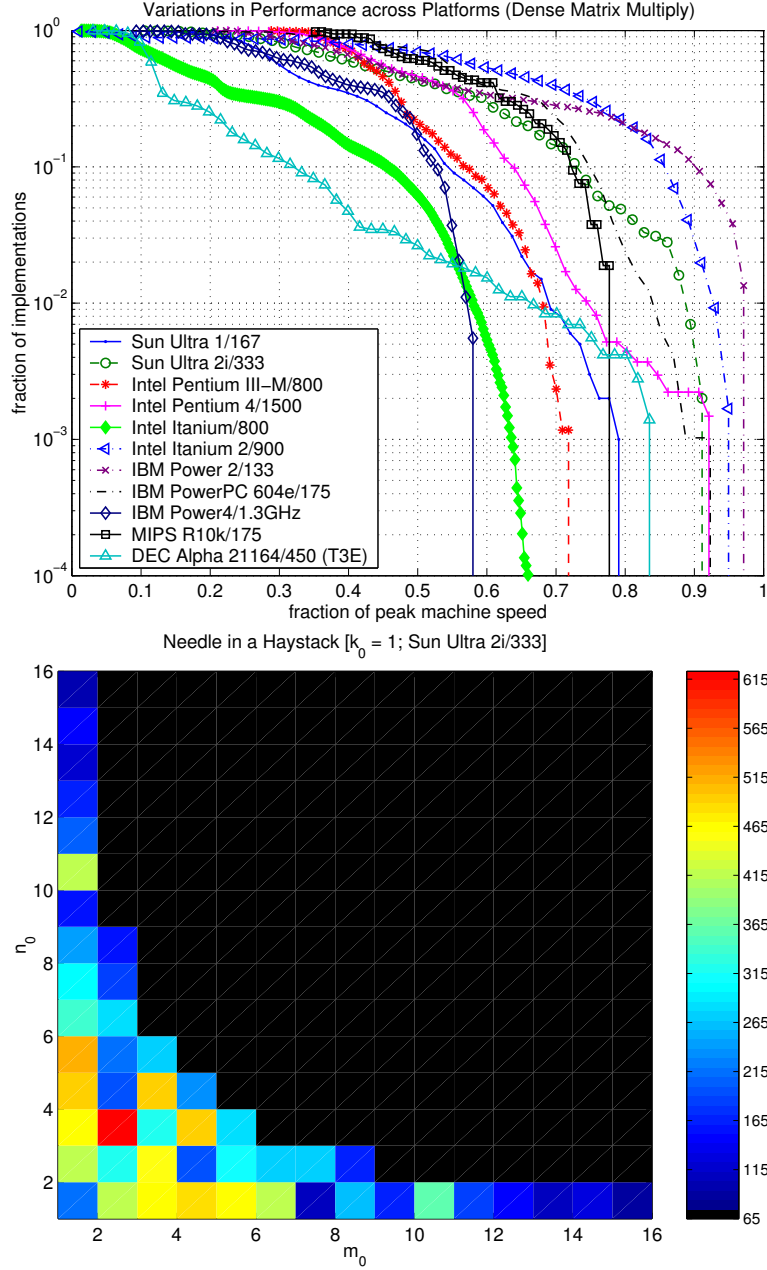 Variations in Performance across Platforms (Dense Matrix Multiply)
10^0
10^−1
10^−2
10^−3
10^−4
fraction of implementations
Sun Ultra 1/167
Sun Ultra 2i/333
Intel Pentium III−M/800
Intel Pentium 4/1500
Intel Itanium/800
Intel Itanium 2/900
IBM Power 2/133
IBM PowerPC 604e/175
IBM Power4/1.3GHz
MIPS R10k/175
DEC Alpha 21164/450 (T3E)
0 0.1 0.2 0.3 0.4 0.5 0.6 0.7 0.8 0.9 1
fraction of peak machine speed
Needle in a Haystack [k_0 = 1; Sun Ultra 2i/333]
16
14
12
10
8
6
4
2
n_0
2 4 6 8 10 12 14 16
m_0
615
565
515
465
415
365
315
265
215
165
115
65